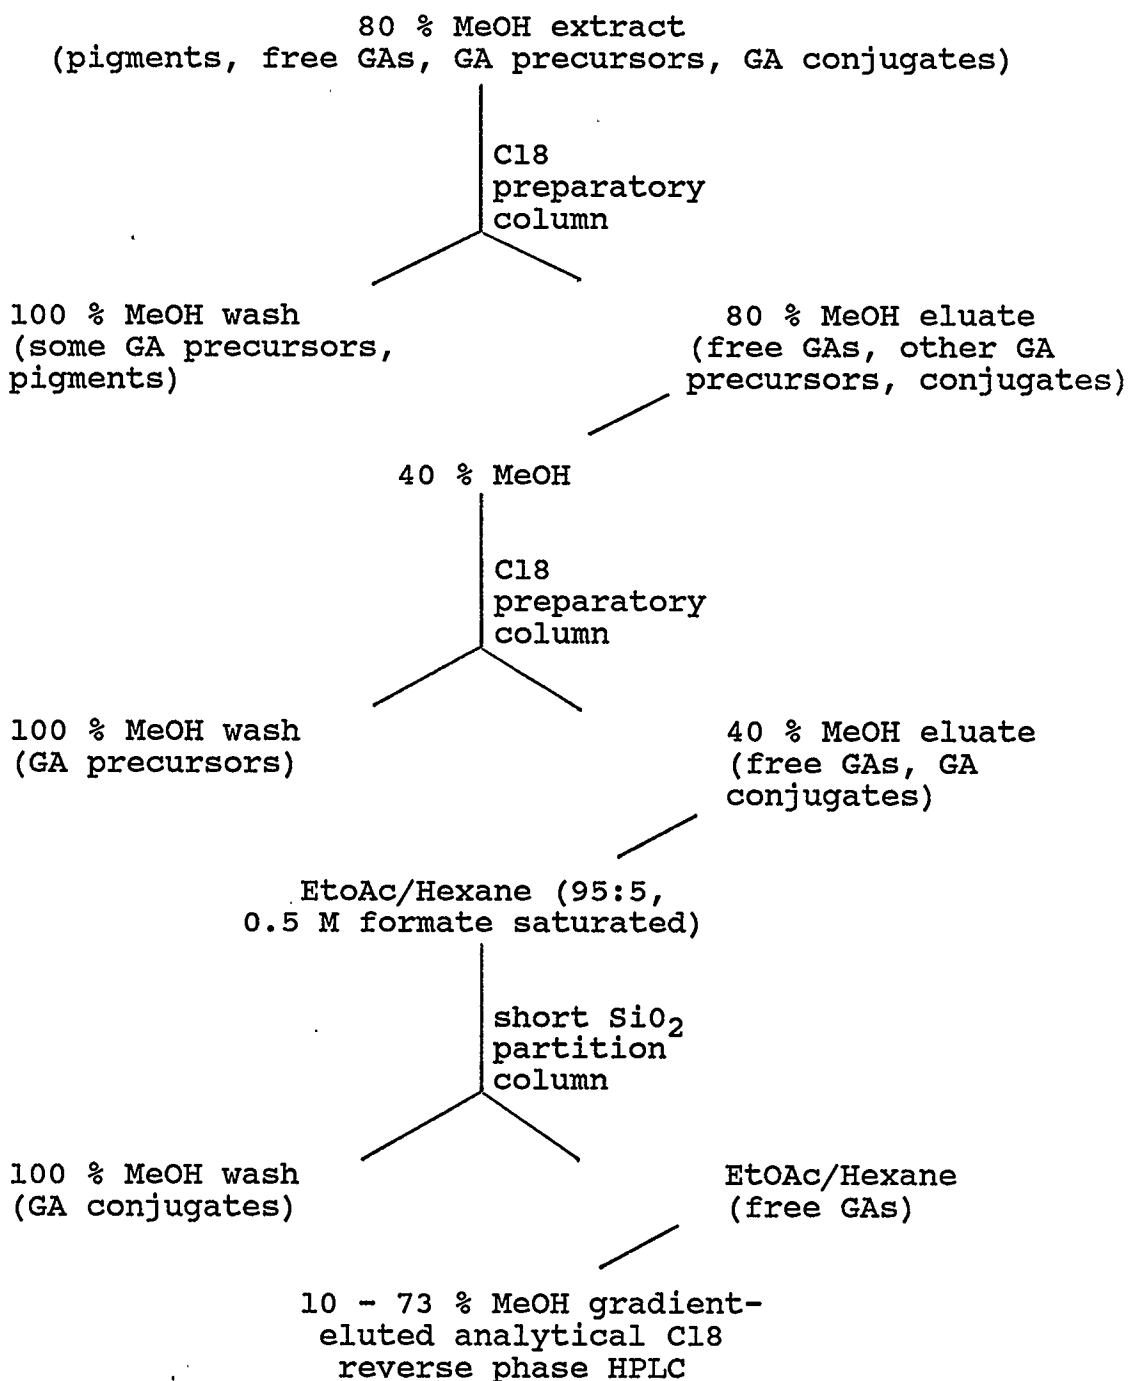 80 % MeOH extract
(pigments, free GAs, GA precursors, GA conjugates)
C18
preparatory
column
100 % MeOH wash
(some GA precursors,
pigments)
80 % MeOH eluate
(free GAs, other GA
precursors, conjugates)
40 % MeOH
C18
preparatory
column
100 % MeOH wash
(GA precursors)
40 % MeOH eluate
(free GAs, GA
conjugates)
EtoAc/Hexane (95:5,
0.5 M formate saturated)
short SiO2
partition
column
100 % MeOH wash
(GA conjugates)
EtOAc/Hexane
(free GAs)
10 - 73 % MeOH gradient-
eluted analytical C18
reverse phase HPLC